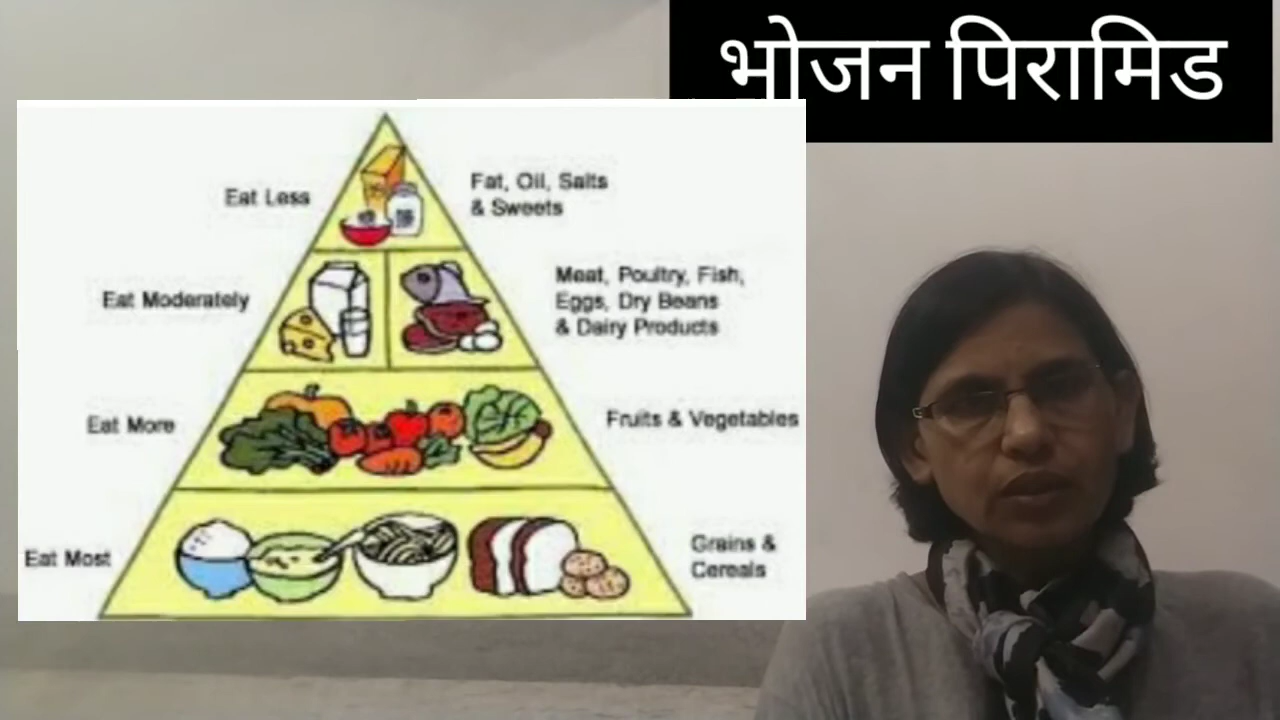 भोजन पिरामिड
Eat Less
Fat, Oil, Salts
& Sweets
Eat Moderately
Meat, Poultry, Fish,
Eggs, Dry Beans
& Dairy Products
Eat More
Fruits & Vegetables
Eat Most
Grains &
Cereals